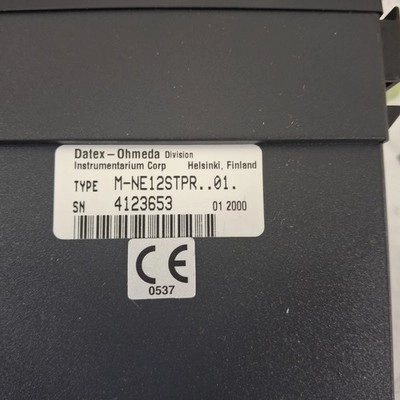 Datex-Ohmeda Division
Instrumentarium Corp Helsinki, Finland
TYPE M-NE12STPR..01.
SN 4123653 01 2000
CE
0537